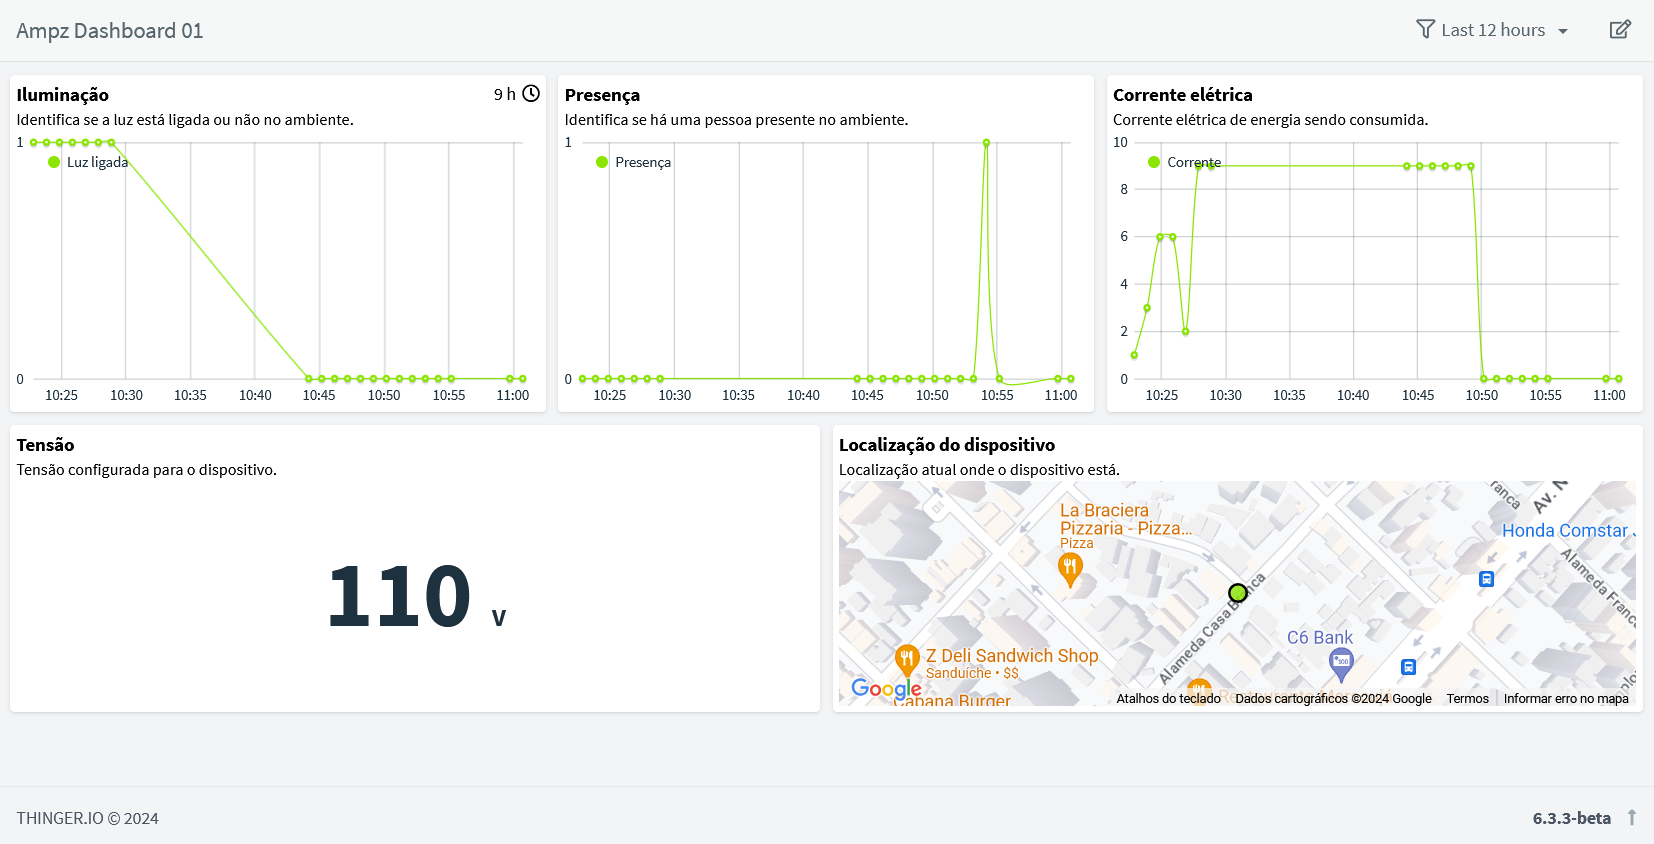 Ampz Dashboard 01
Last 12 hours
Iluminação
9 h
Identifica se a luz está ligada ou não no ambiente.
1
Luz ligada
0
10:25 10:30 10:35 10:40 10:45 10:50 10:55 11:00
Presença
Identifica se há uma pessoa presente no ambiente.
1
Presença
0
10:25 10:30 10:35 10:40 10:45 10:50 10:55 11:00
Corrente elétrica
Corrente elétrica de energia sendo consumida.
10
Corrente
8
6
4
2
0
10:25 10:30 10:35 10:40 10:45 10:50 10:55 11:00
Tensão
Tensão configurada para o dispositivo.
110 v
Localização do dispositivo
Localização atual onde o dispositivo está.
La Braciera
Pizzaria - Pizza...
Pizza
Av. N
Honda Comstar
Alameda Franc
Alameda Casa Branca
C6 Bank
Z Deli Sandwich Shop
Sanduíche • $$
Google
Capana Burger
Atalhos do teclado
Dados cartográficos ©2024 Google
Termos
Informar erro no mapa
THINGER.IO © 2024
6.3.3-beta